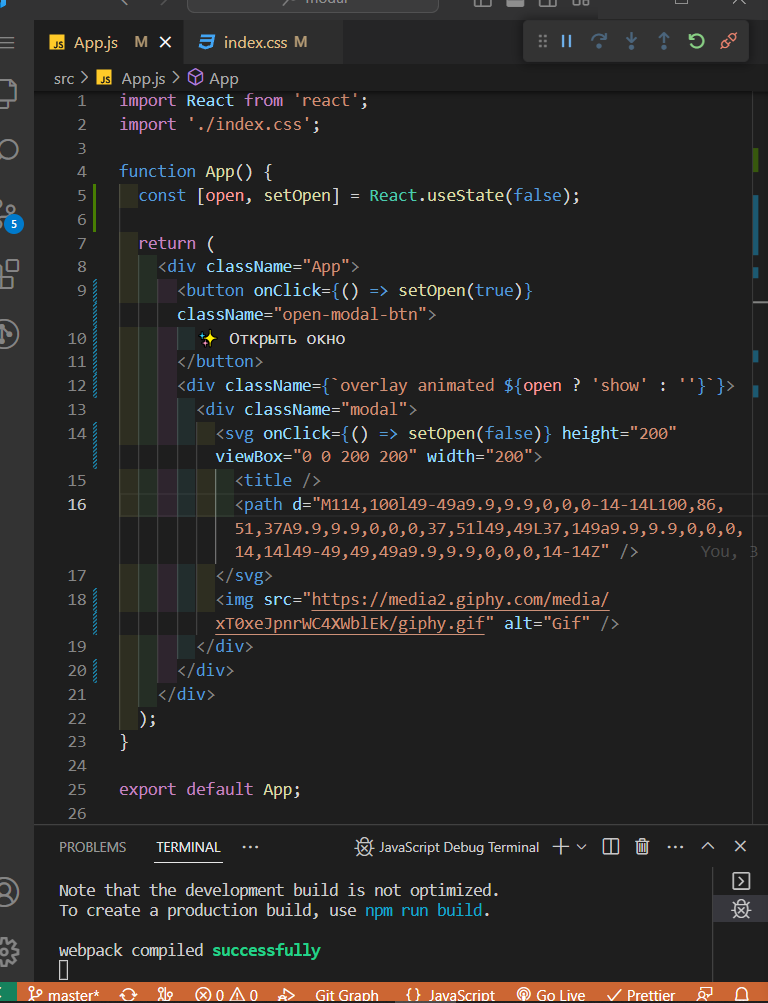 App.js M
index.css M
src > App.js > App
1 import React from 'react';
2 import './index.css';
3
4 function App() {
5 const [open, setOpen] = React.useState(false);
6
7 return (
8 <div className="App">
9 <button onClick={() => setOpen(true)}
className="open-modal-btn">
10 ✨ Открыть окно
11 </button>
12 <div className={`overlay animated ${open ? 'show' : ''}`}>
13 <div className="modal">
14 <svg onClick={() => setOpen(false)} height="200"
viewBox="0 0 200 200" width="200">
15 <title />
16 <path d="M114,100l49-49a9.9,9.9,0,0,0-14-14L100,86,
51,37A9.9,9.9,0,0,0,37,51l49,49L37,149a9.9,9.9,0,0,0,
14,14l49-49,49,49a9.9,9.9,0,0,0,14-14Z" /> You, 3
17 </svg>
18 <img src="https://media2.giphy.com/media/
xT0xeJpnrWC4XWblEk/giphy.gif" alt="Gif" />
19 </div>
20 </div>
21 </div>
22 );
23 }
24
25 export default App;
26
5
PROBLEMS TERMINAL ··· JavaScript Debug Terminal
Note that the development build is not optimized.
To create a production build, use npm run build.
webpack compiled successfully
master* 0 0 Git Graph {} JavaScript Go Live Prettier